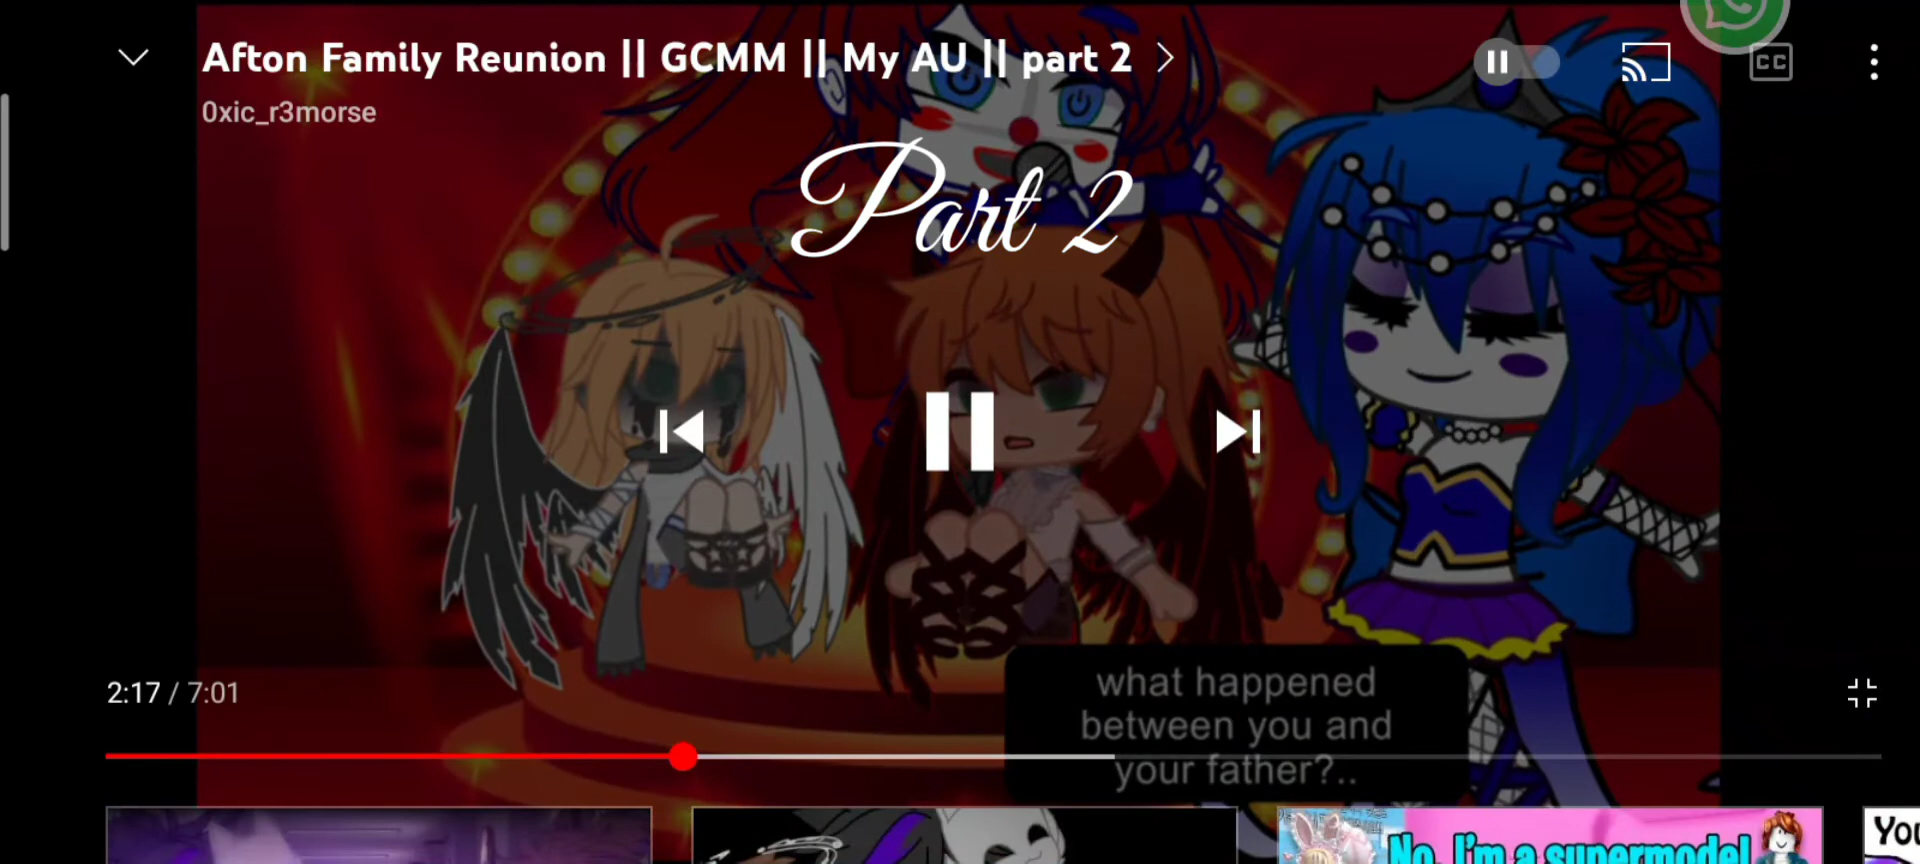 Afton Family Reunion || GCMM || My AU || part 2
CC
0xic_r3morse
Part 2
what happened
between you and
your father?..
2:17 / 7:01
No, I'm a supermodel
You